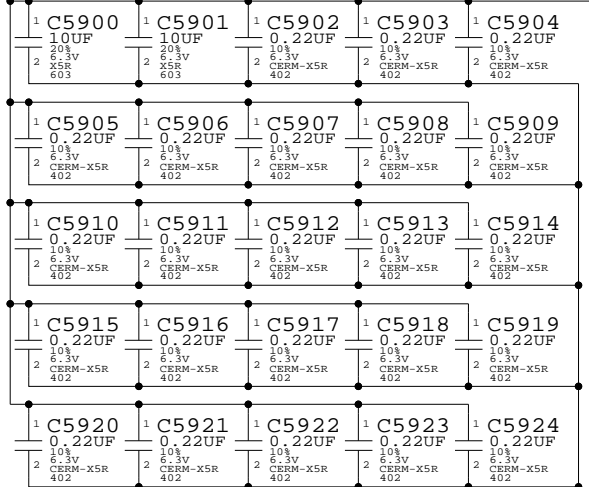 1 C5900
10UF
20%
6.3V
2 X5R
603
1 C5901
10UF
20%
6.3V
2 X5R
603
1 C5902
0.22UF
10%
6.3V
2 CERM-X5R
402
1 C5903
0.22UF
10%
6.3V
2 CERM-X5R
402
1 C5904
0.22UF
10%
6.3V
2 CERM-X5R
402
1 C5905
0.22UF
10%
6.3V
2 CERM-X5R
402
1 C5906
0.22UF
10%
6.3V
2 CERM-X5R
402
1 C5907
0.22UF
10%
6.3V
2 CERM-X5R
402
1 C5908
0.22UF
10%
6.3V
2 CERM-X5R
402
1 C5909
0.22UF
10%
6.3V
2 CERM-X5R
402
1 C5910
0.22UF
10%
6.3V
2 CERM-X5R
402
1 C5911
0.22UF
10%
6.3V
2 CERM-X5R
402
1 C5912
0.22UF
10%
6.3V
2 CERM-X5R
402
1 C5913
0.22UF
10%
6.3V
2 CERM-X5R
402
1 C5914
0.22UF
10%
6.3V
2 CERM-X5R
402
1 C5915
0.22UF
10%
6.3V
2 CERM-X5R
402
1 C5916
0.22UF
10%
6.3V
2 CERM-X5R
402
1 C5917
0.22UF
10%
6.3V
2 CERM-X5R
402
1 C5918
0.22UF
10%
6.3V
2 CERM-X5R
402
1 C5919
0.22UF
10%
6.3V
2 CERM-X5R
402
1 C5920
0.22UF
10%
6.3V
2 CERM-X5R
402
1 C5921
0.22UF
10%
6.3V
2 CERM-X5R
402
1 C5922
0.22UF
10%
6.3V
2 CERM-X5R
402
1 C5923
0.22UF
10%
6.3V
2 CERM-X5R
402
1 C5924
0.22UF
10%
6.3V
2 CERM-X5R
402